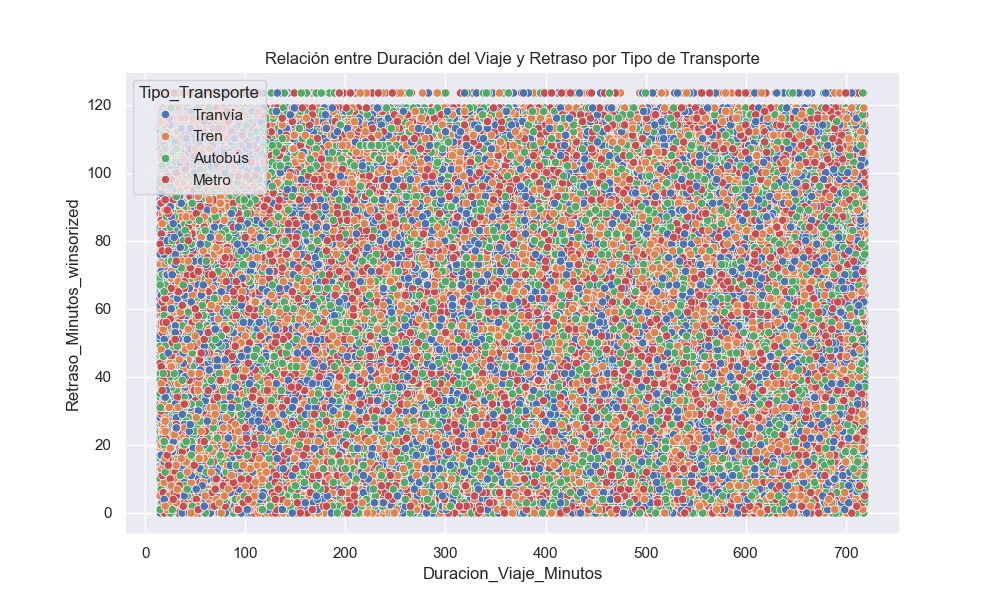 Relación entre Duración del Viaje y Retraso por Tipo de Transporte
Tipo_Transporte
Tranvía
Tren
Autobús
Metro
Retraso_Minutos_winsorized
120
100
80
60
40
20
0
0 100 200 300 400 500 600 700
Duracion_Viaje_Minutos